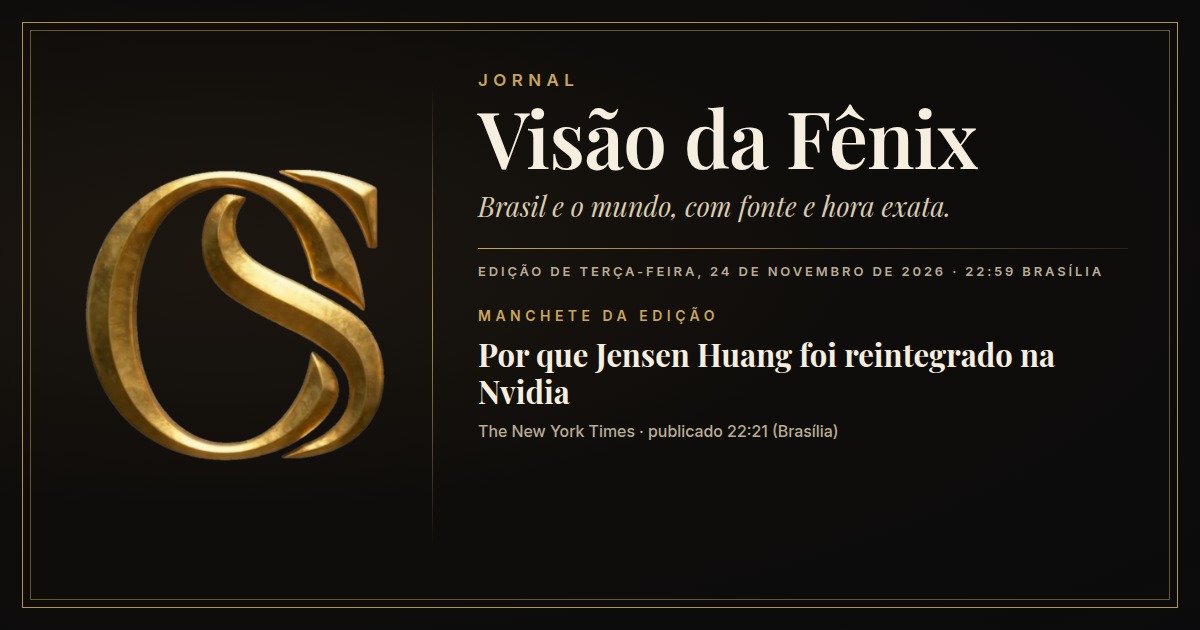 JORNAL
Visão da Fênix
Brasil e o mundo, com fonte e hora exata.
EDIÇÃO DE TERÇA-FEIRA, 24 DE NOVEMBRO DE 2026 · 22:59 BRASÍLIA
MANCHETE DA EDIÇÃO
Por que Jensen Huang foi reintegrado na
Nvidia
The New York Times · publicado 22:21 (Brasília)
OS